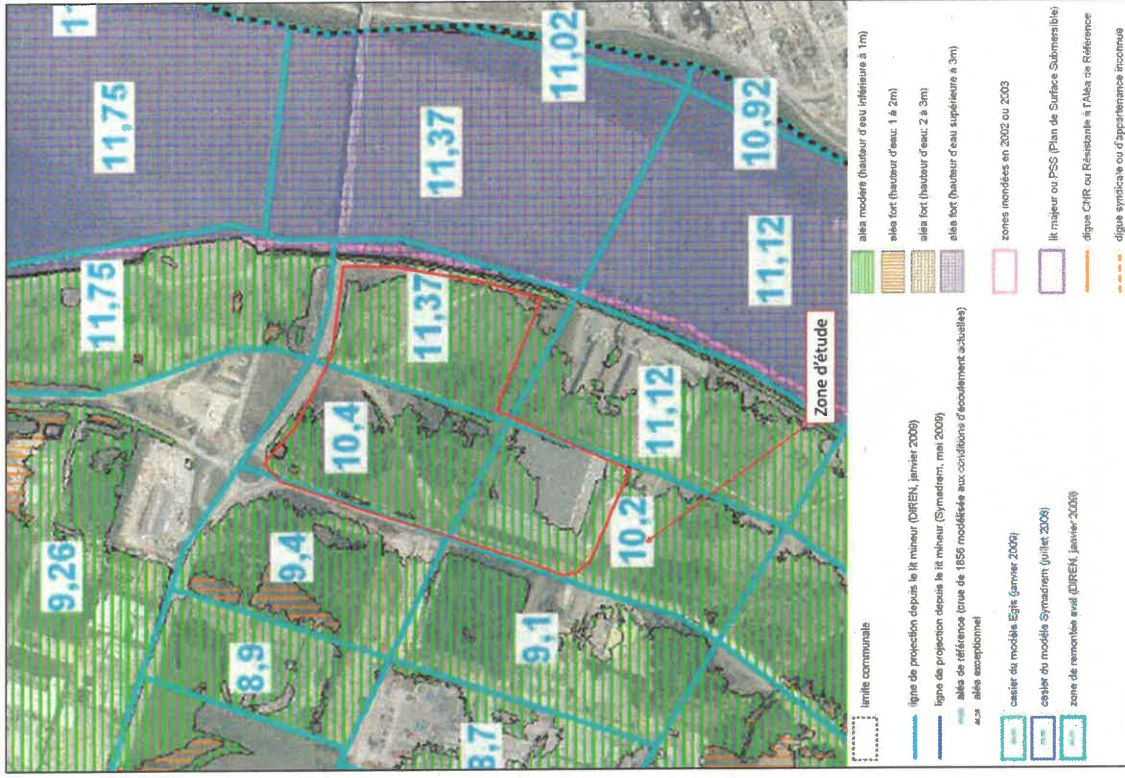 11,75
11,02
11,75
11,37
10,92
11,37
11,12
9,26
10,4
11,12
9,4
10,2
Zone d'étude
8,9
9,1
8,7
limite communale
ligne de projection depuis le lit mineur (DIREN, janvier 2009)
ligne de projection depuis le lit mineur (Symadrem, mai 2009)
aléa de référence (crue de 1856 modélisée aux conditions d'écoulement actuelles)
aléa exceptionnel
casier du modèle Egis (janvier 2009)
casier du modèle Symadrem (juillet 2008)
zone de remontée aval (DIREN, janvier 2009)
aléa modéré (hauteur d'eau inférieure à 1m)
aléa fort (hauteur d'eau: 1 à 2m)
aléa fort (hauteur d'eau: 2 à 3m)
aléa fort (hauteur d'eau supérieure à 3m)
zones inondées en 2002 ou 2003
lit majeur ou PSS (Plan de Surface Submersible)
digue CNR ou Résistante à l'Aléa de Référence
digue syndicale ou d'appartenance inconnue